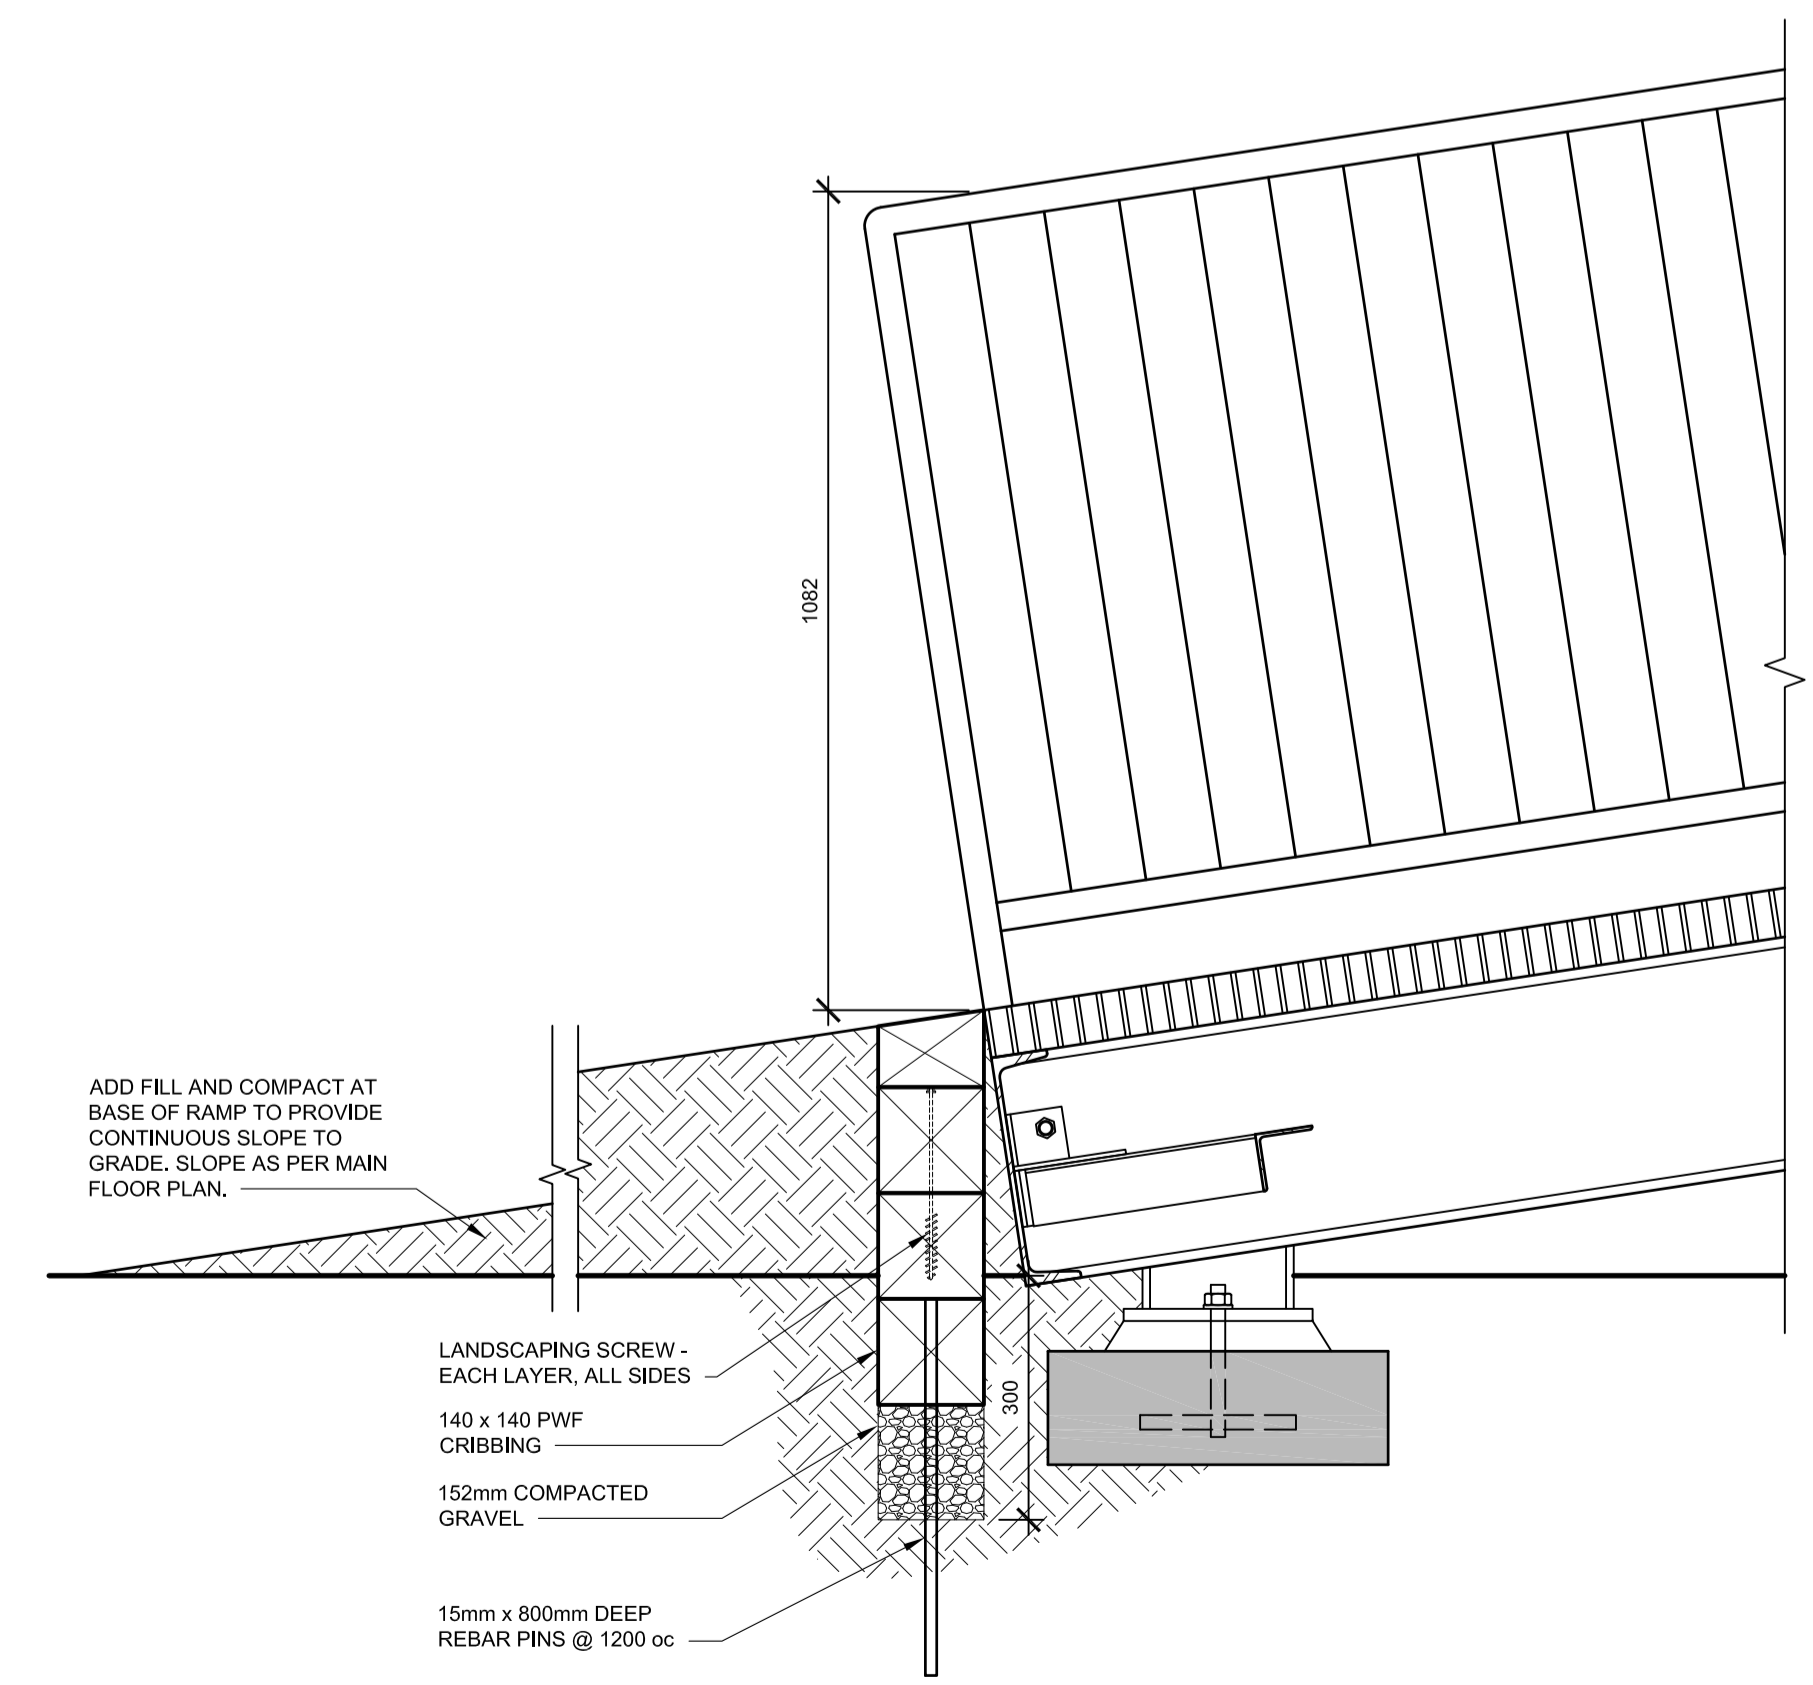 1082
ADD FILL AND COMPACT AT
BASE OF RAMP TO PROVIDE
CONTINUOUS SLOPE TO
GRADE. SLOPE AS PER MAIN
FLOOR PLAN.
LANDSCAPING SCREW -
EACH LAYER, ALL SIDES
300
140 x 140 PWF
CRIBBING
152mm COMPACTED
GRAVEL
15mm x 800mm DEEP
REBAR PINS @ 1200 oc